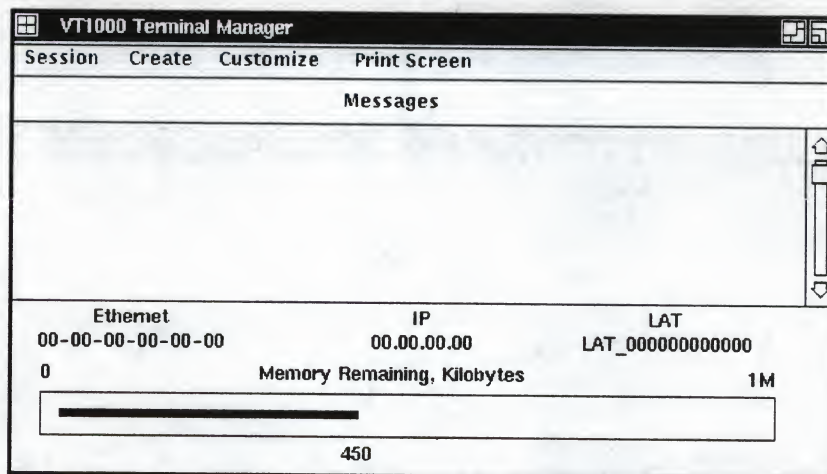 VT1000 Terminal Manager
Session Create Customize Print Screen
Messages
Ethernet IP LAT
00-00-00-00-00-00 00.00.00.00 LAT_000000000000
0 Memory Remaining, Kilobytes 1M
450